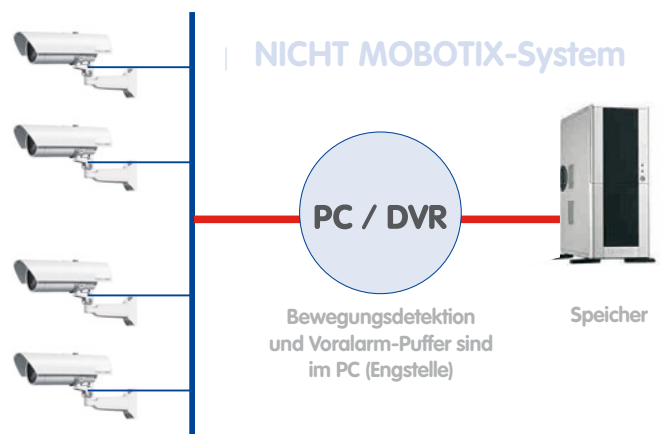 NICHT MOBOTIX-System
PC / DVR
Bewegungsdetektion
und Voralarm-Puffer sind
im PC (Engstelle)
Speicher